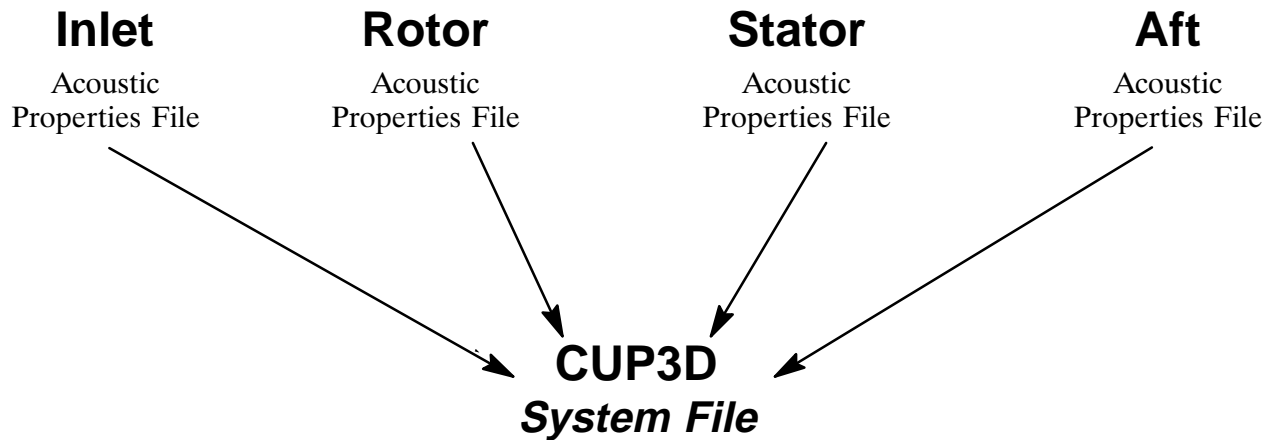 Inlet
Acoustic
Properties File
Rotor
Acoustic
Properties File
Stator
Acoustic
Properties File
Aft
Acoustic
Properties File
CUP3D
System File